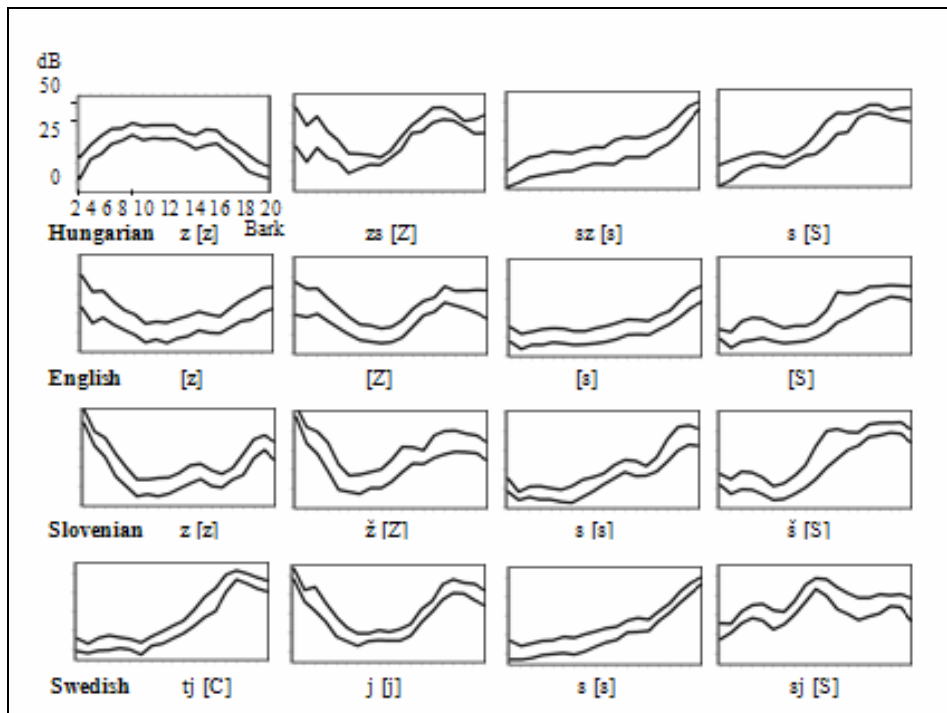 dB
50
25
0
2 4 6 8 10 12 14 16 18 20
Bark
Hungarian z [z] zs [Z] sz [s] s [S]
English [z] [Z] [s] [S]
Slovenian z [z] ž [Z] s [s] š [S]
Swedish tj [C] j [j] s [s] sj [S]